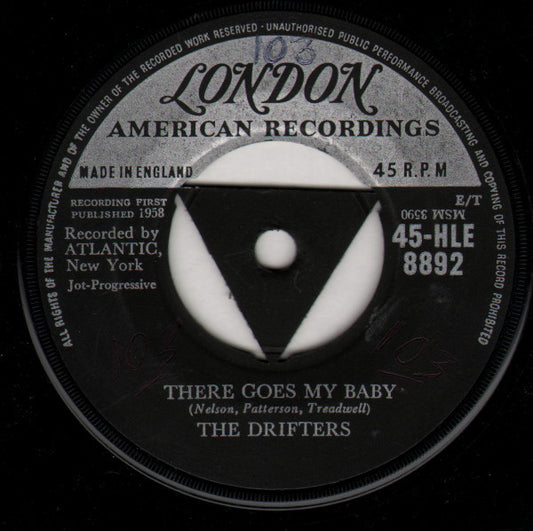 ALL RIGHTS OF THE MANUFACTURER AND OF THE OWNER OF THE RECORDED WORK RESERVED · UNAUTHORISED PUBLIC PERFORMANCE BROADCASTING AND COPYING OF THIS RECORD PROHIBITED
103
LONDON
AMERICAN RECORDINGS
MADE IN ENGLAND
45 R.P.M
RECORDING FIRST
PUBLISHED 1958
Recorded by
ATLANTIC,
New York
Jot-Progressive
E/T
MSM 3590
45-HLE
8892
103
103
THERE GOES MY BABY
(Nelson, Patterson, Treadwell)
THE DRIFTERS